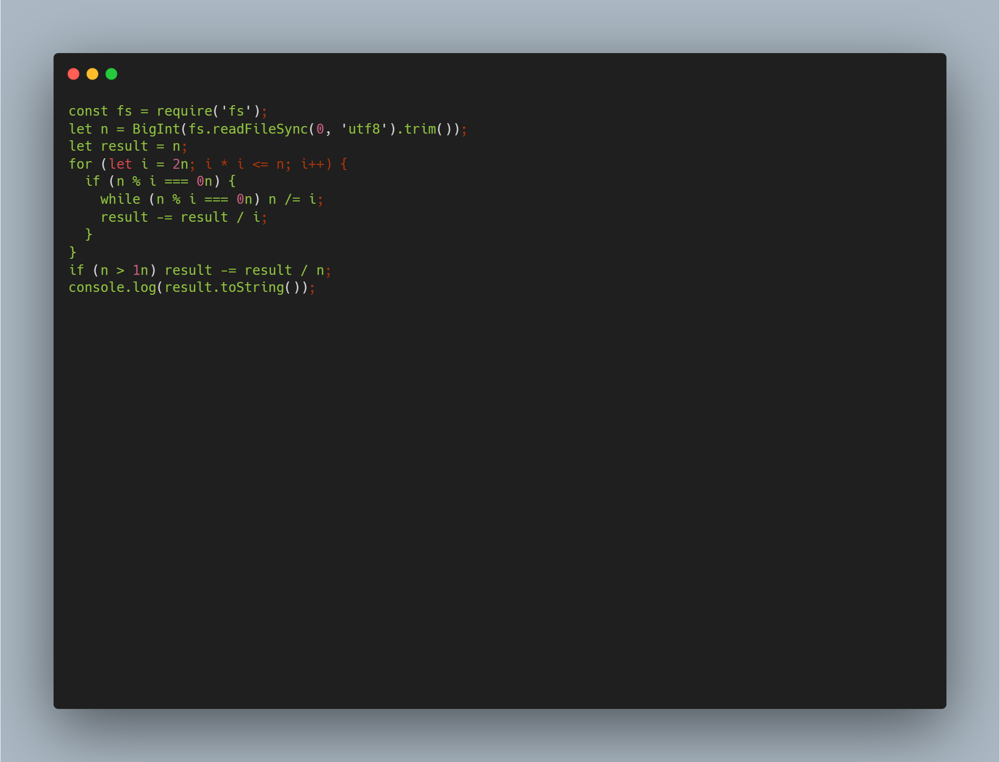 const fs = require('fs');
let n = BigInt(fs.readFileSync(0, 'utf8').trim());
let result = n;
for (let i = 2n; i * i <= n; i++) {
  if (n % i === 0n) {
    while (n % i === 0n) n /= i;
    result -= result / i;
  }
}
if (n > 1n) result -= result / n;
console.log(result.toString());